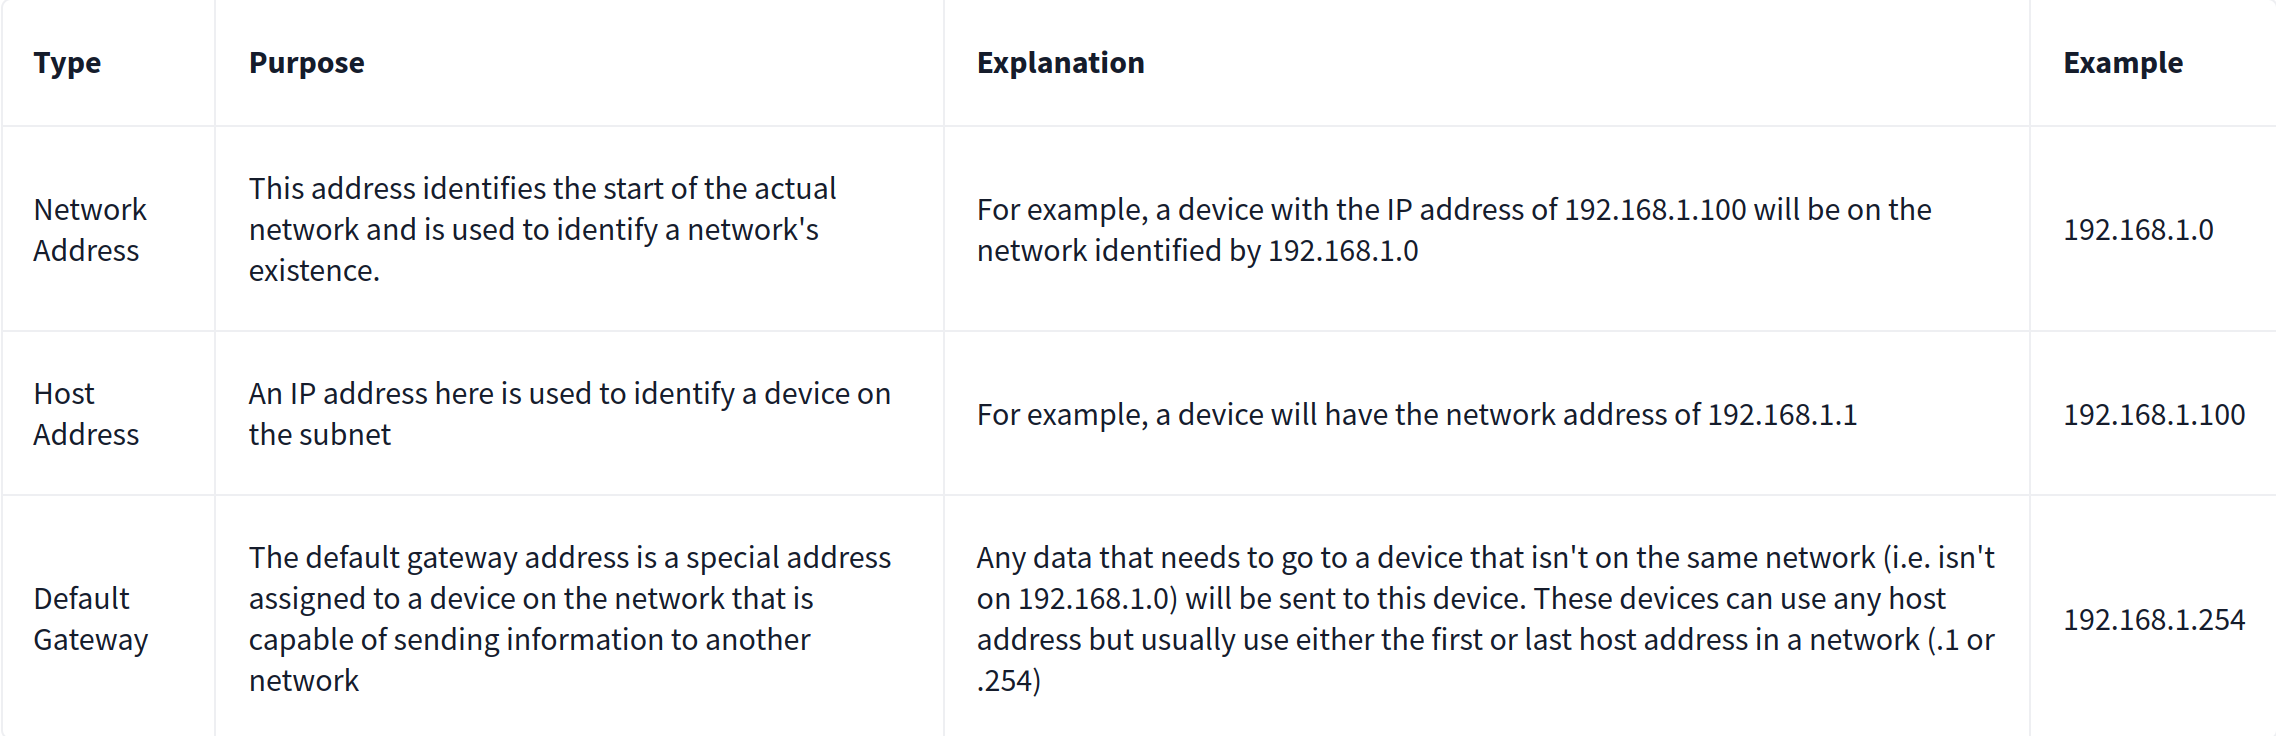 Type
Purpose
Explanation
Example
Network
Address
This address identifies the start of the actual
network and is used to identify a network's
existence.
For example, a device with the IP address of 192.168.1.100 will be on the
network identified by 192.168.1.0
192.168.1.0
Host
Address
An IP address here is used to identify a device on
the subnet
For example, a device will have the network address of 192.168.1.1
192.168.1.100
Default
Gateway
The default gateway address is a special address
assigned to a device on the network that is
capable of sending information to another
network
Any data that needs to go to a device that isn't on the same network (i.e. isn't
on 192.168.1.0) will be sent to this device. These devices can use any host
address but usually use either the first or last host address in a network (.1 or
.254)
192.168.1.254